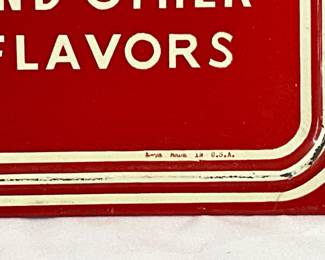 ND OTHER
FLAVORS
MADE IN U.S.A.